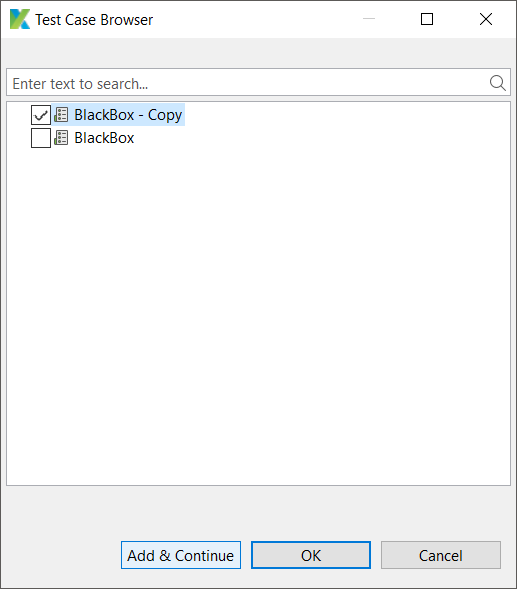 Test Case Browser
Enter text to search...
BlackBox - Copy
BlackBox
Add & Continue
OK
Cancel